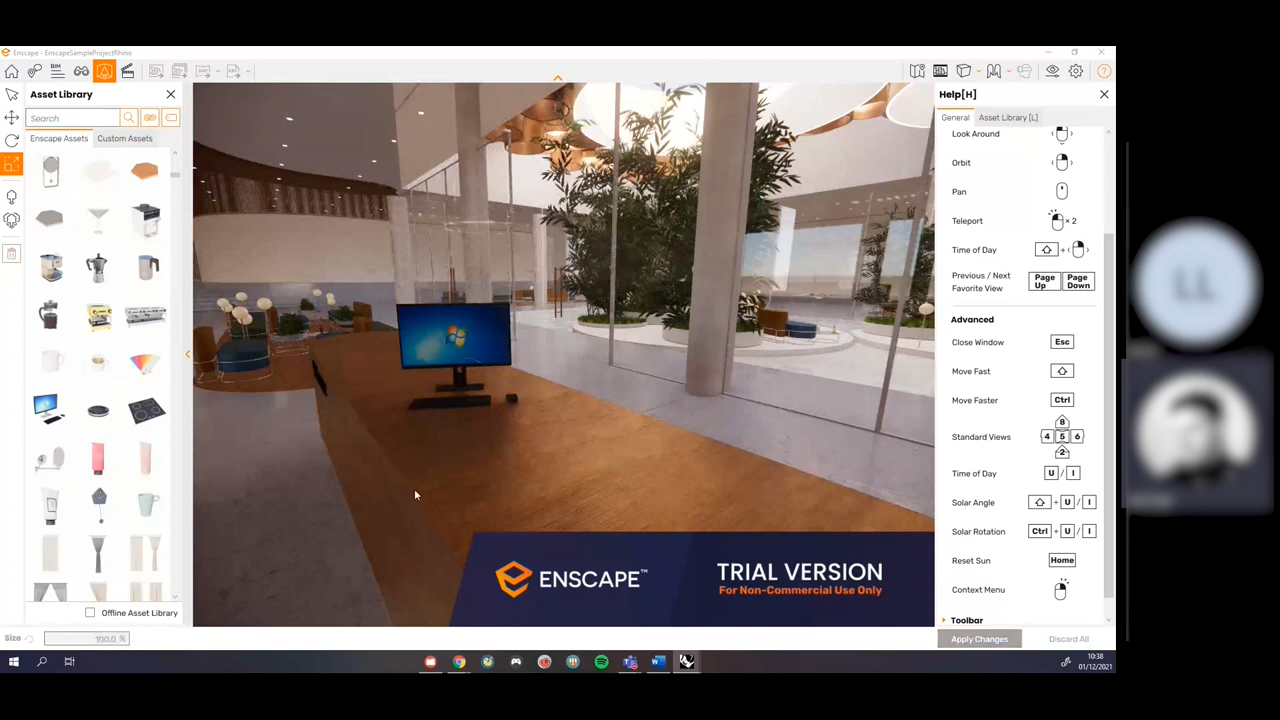 Enscape - EnscapeSampleProjectRhino
Asset Library
Search
Enscape Assets
Custom Assets
Offline Asset Library
Size
100,0 %
ENSCAPE™
TRIAL VERSION
For Non-Commercial Use Only
Help[H]
General
Asset Library [L]
Look Around
Orbit
Pan
Teleport
× 2
Time of Day
+
Previous / Next
Favorite View
Page
Up
Page
Down
Advanced
Close Window
Esc
Move Fast
Move Faster
Ctrl
8
Standard Views
4 5 6
2
Time of Day
U / I
Solar Angle
+ U / I
Solar Rotation
Ctrl + U / I
Reset Sun
Home
Context Menu
Toolbar
Apply Changes
Discard All
LL
10:38
01/12/2021